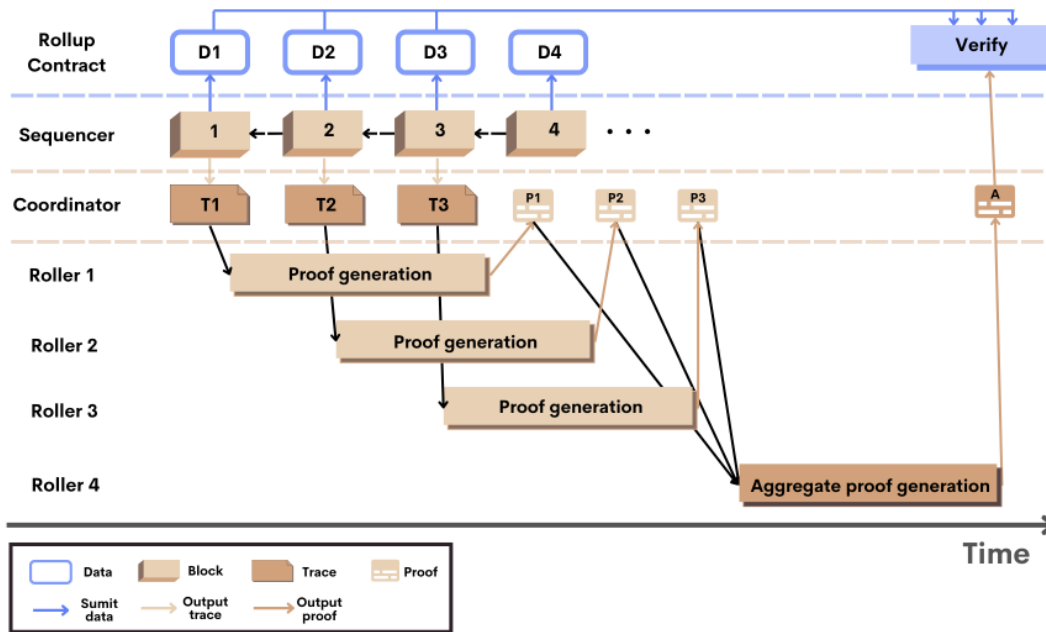 Rollup
Contract
D1
D2
D3
D4
Verify
Sequencer
1
2
3
4
Coordinator
T1
T2
T3
P1
P2
P3
A
Roller 1
Proof generation
Roller 2
Proof generation
Roller 3
Proof generation
Roller 4
Aggregate proof generation
Time
Data
Block
Trace
Proof
Sumit
data
Output
trace
Output
proof